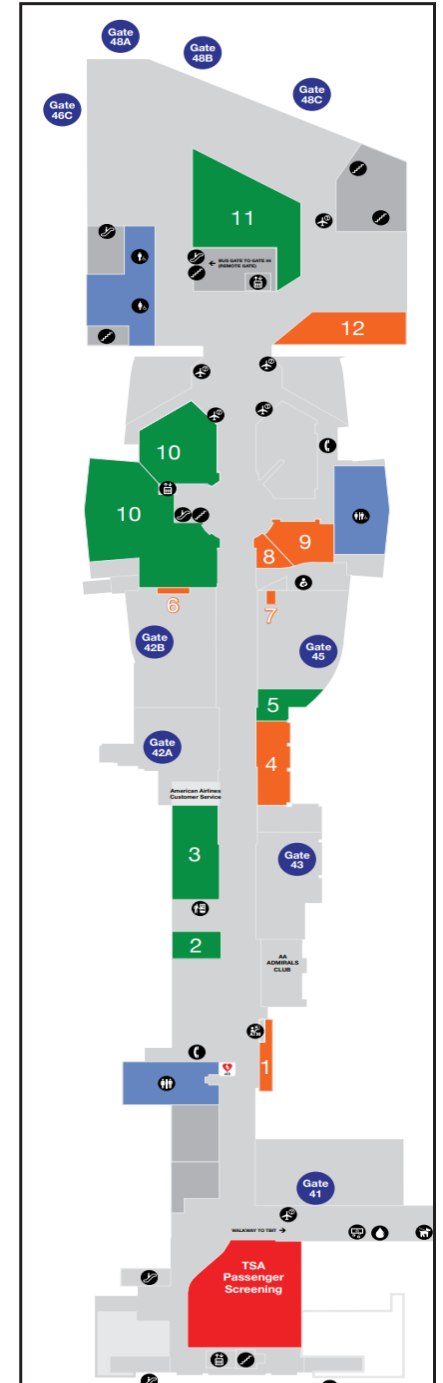 Gate
48A
Gate
48B
Gate
48C
Gate
46C
11
← BUS GATE TO GATE 44
(REMOTE GATE)
12
10
10
9
8
6
7
Gate
42B
Gate
45
5
Gate
42A
4
American Airlines
Customer Service
3
Gate
43
2
AA
ADMIRALS
CLUB
1
Gate
41
WALKWAY TO TBIT →
TSA
Passenger
Screening